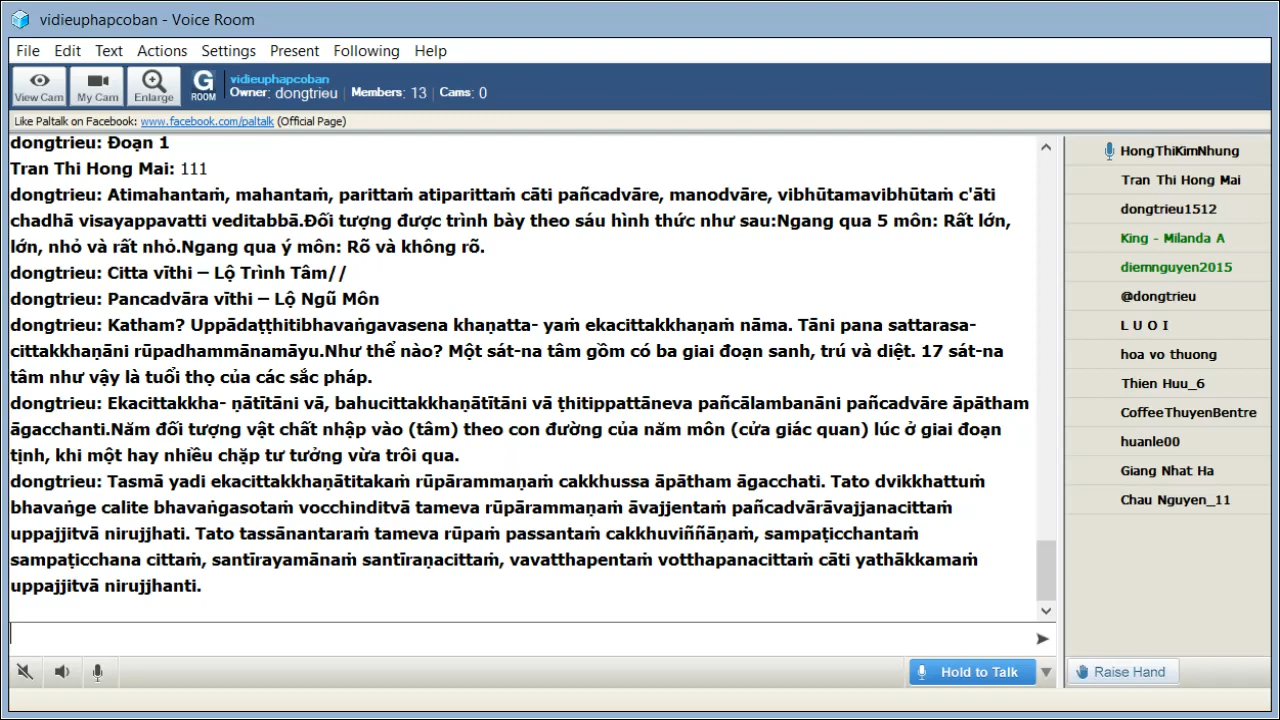 vidieuphapcoban - Voice Room
File Edit Text Actions Settings Present Following Help
View Cam My Cam Enlarge G ROOM
vidieuphapcoban
Owner: dongtrieu | Members: 13 | Cams: 0
Like Paltalk on Facebook: www.facebook.com/paltalk (Official Page)
dongtrieu: Đoạn 1
Tran Thi Hong Mai: 111
dongtrieu: Atimahantaṁ, mahantaṁ, parittaṁ atiparittaṁ cāti pañcadvāre, manodvāre, vibhūtamavibhūtaṁ c'āti
chadhā visayappavatti veditabbā.Đối tượng được trình bày theo sáu hình thức như sau:Ngang qua 5 môn: Rất lớn,
lớn, nhỏ và rất nhỏ.Ngang qua ý môn: Rõ và không rõ.
dongtrieu: Citta vīthi – Lộ Trình Tâm//
dongtrieu: Pancadvāra vīthi – Lộ Ngũ Môn
dongtrieu: Katham? Uppādaṭṭhitibhavaṅgavasena khaṇatta- yaṁ ekacittakkhaṇaṁ nāma. Tāni pana sattarasa-
cittakkhaṇāni rūpadhammānamāyu.Như thế nào? Một sát-na tâm gồm có ba giai đoạn sanh, trú và diệt. 17 sát-na
tâm như vậy là tuổi thọ của các sắc pháp.
dongtrieu: Ekacittakkha- ṇātītāni vā, bahucittakkhaṇātītāni vā ṭhitippattāneva pañcālambanāni pañcadvāre āpātham
āgacchanti.Năm đối tượng vật chất nhập vào (tâm) theo con đường của năm môn (cửa giác quan) lúc ở giai đoạn
tịnh, khi một hay nhiều chặp tư tưởng vừa trôi qua.
dongtrieu: Tasmā yadi ekacittakkhaṇātitakaṁ rūpārammaṇaṁ cakkhussa āpātham āgacchati. Tato dvikkhattuṁ
bhavaṅge calite bhavaṅgasotaṁ vocchinditvā tameva rūpārammaṇaṁ āvajjentaṁ pañcadvārāvajjanacittaṁ
uppajjitvā nirujjhati. Tato tassānantaraṁ tameva rūpaṁ passantaṁ cakkhuviññāṇaṁ, sampaṭicchantaṁ
sampaṭicchana cittaṁ, santīrayamānaṁ santīraṇacittaṁ, vavatthapentaṁ votthapanacittaṁ cāti yathākkamaṁ
uppajjitvā nirujjhanti.
Hold to Talk
HongThiKimNhung
Tran Thi Hong Mai
dongtrieu1512
King - Milanda A
diemnguyen2015
@dongtrieu
L U O I
hoa vo thuong
Thien Huu_6
CoffeeThuyenBentre
huanle00
Giang Nhat Ha
Chau Nguyen_11
Raise Hand